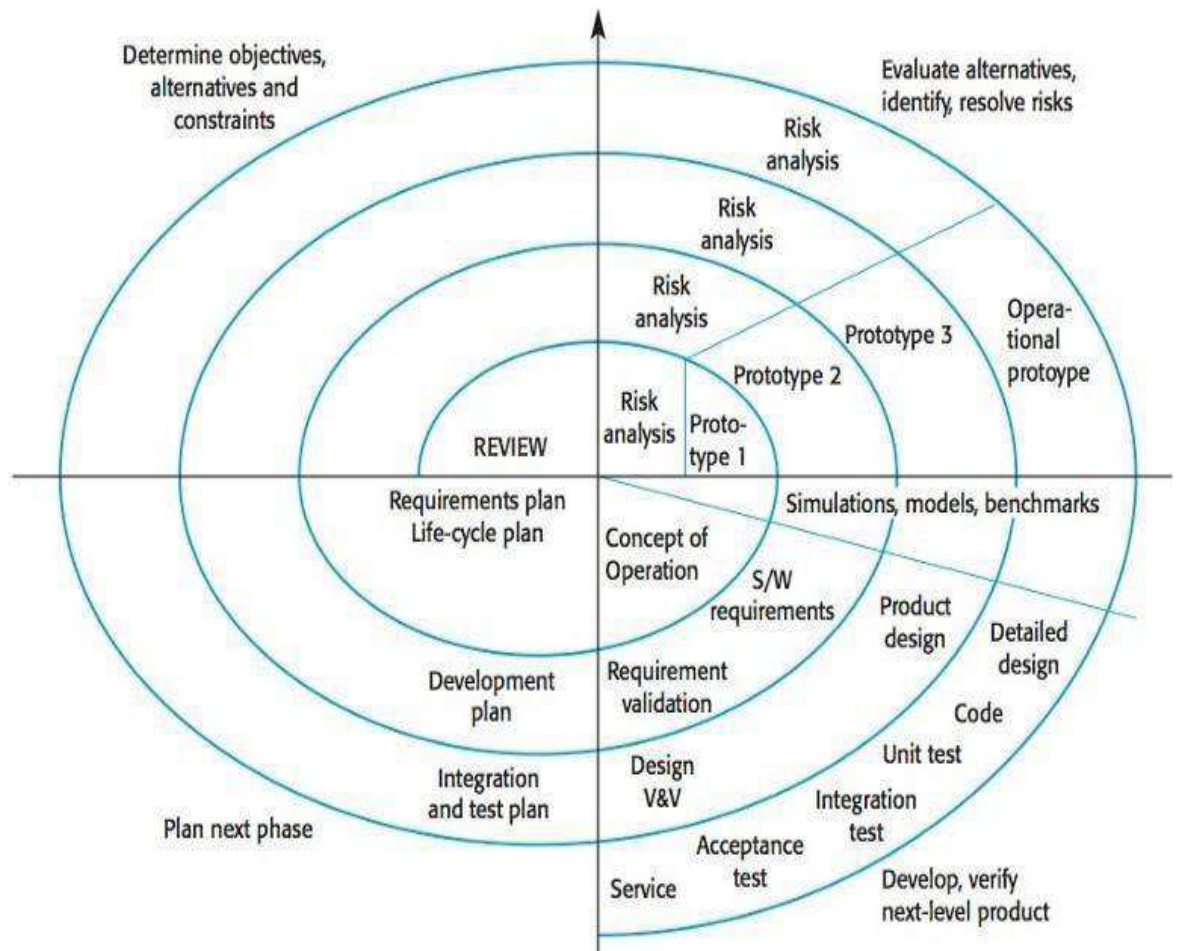 Determine objectives,
alternatives and
constraints
Evaluate alternatives,
identify, resolve risks
Risk
analysis
Risk
analysis
Risk
analysis
Risk
analysis
Proto-
type 1
Prototype 2
Prototype 3
Opera-
tional
protoype
REVIEW
Requirements plan
Life-cycle plan
Simulations, models, benchmarks
Concept of
Operation
S/W
requirements
Product
design
Detailed
design
Development
plan
Requirement
validation
Code
Unit test
Integration
and test plan
Design
V&V
Integration
test
Plan next phase
Acceptance
test
Service
Develop, verify
next-level product